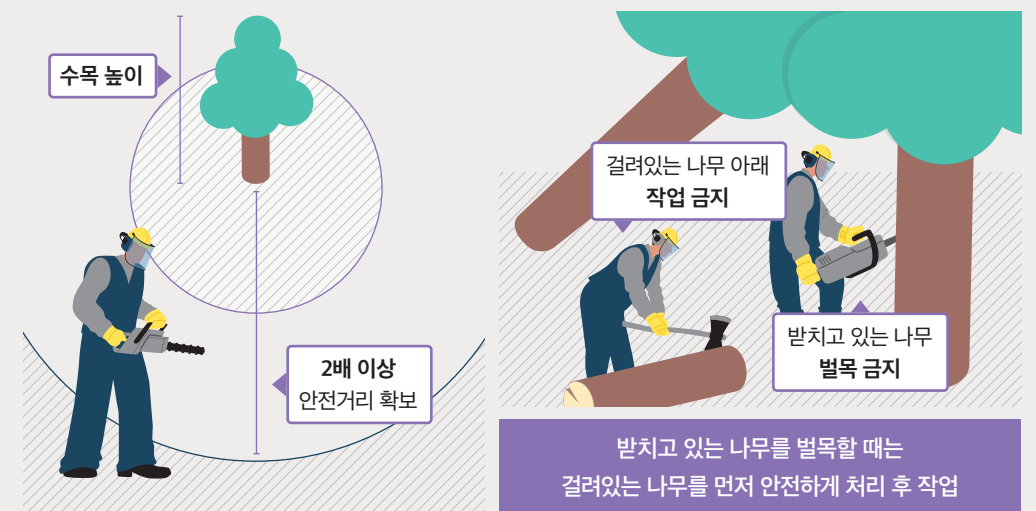 수목 높이
2배 이상
안전거리 확보
걸려있는 나무 아래
작업 금지
받치고 있는 나무
벌목 금지
받치고 있는 나무를 벌목할 때는
걸려있는 나무를 먼저 안전하게 처리 후 작업